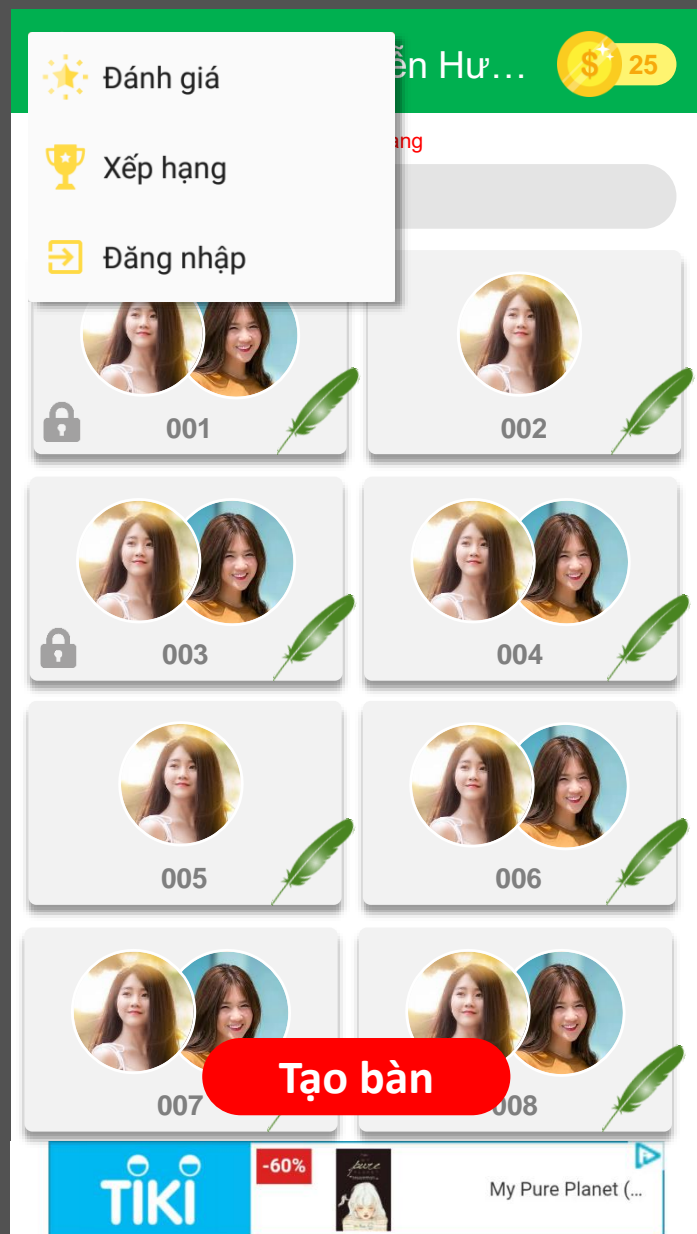 Đánh giá
Xếp hạng
Đăng nhập
ễn Hư...
$ 25
ang
001
002
003
004
005
006
007
008
Tạo bàn
TIKI
-60%
pure
My Pure Planet (...